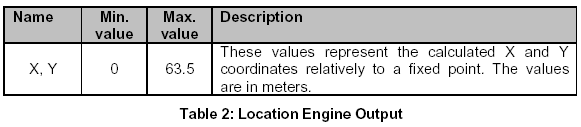 Name Min. value Max. value Description
X, Y 0 63.5 These values represent the calculated X and Y
coordinates relatively to a fixed point. The values
are in meters.
Table 2: Location Engine Output